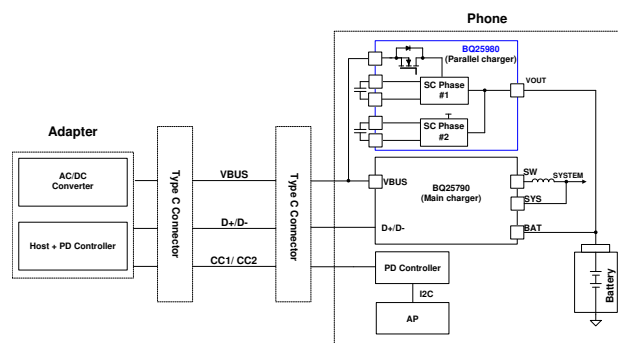 Phone
BQ25980
(Parallel charger)
SC Phase
#1
VOUT
SC Phase
#2
Adapter
AC/DC
Converter
Host + PD Controller
Type C Connector
VBUS
D+/D-
CC1/ CC2
Type C Connector
VBUS
BQ25790
(Main charger)
D+/D-
SW
SYSTEM
SYS
BAT
PD Controller
I2C
AP
Battery